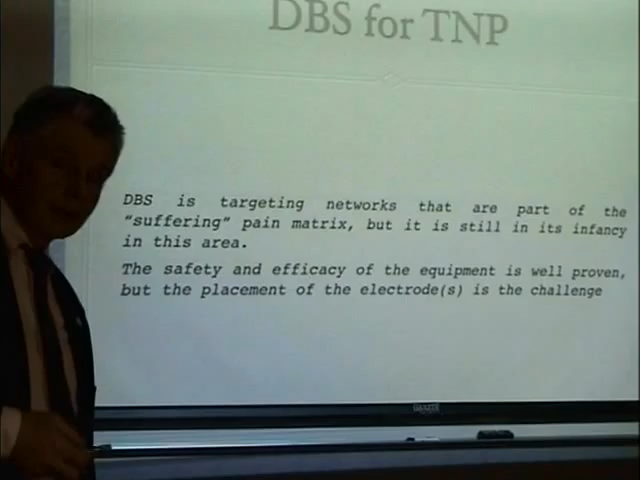 DBS for TNP
DBS is targeting networks that are part of the
"suffering" pain matrix, but it is still in its infancy
in this area.
The safety and efficacy of the equipment is well proven,
but the placement of the electrode(s) is the challenge